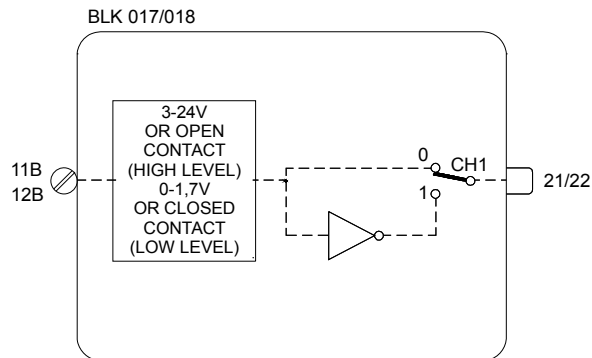 BLK 017/018
3-24V
OR OPEN
CONTACT
(HIGH LEVEL)
0-1,7V
OR CLOSED
CONTACT
(LOW LEVEL)
11B
12B
0
CH1
1
21/22